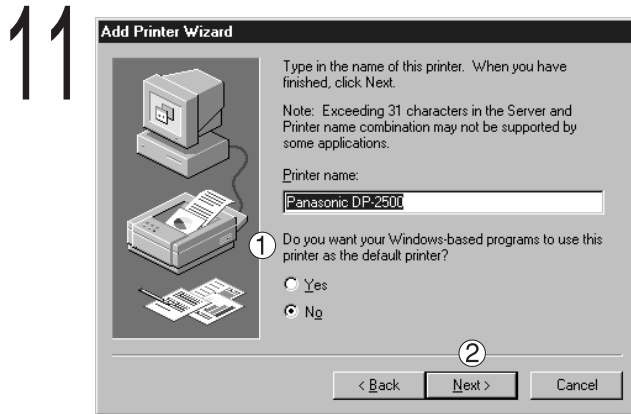 11
Add Printer Wizard
Type in the name of this printer. When you have
finished, click Next.
Note: Exceeding 31 characters in the Server and
Printer name combination may not be supported by
some applications.
Printer name:
Panasonic DP-2500
1
Do you want your Windows-based programs to use this
printer as the default printer?
Yes
No
2
< Back
Next >
Cancel